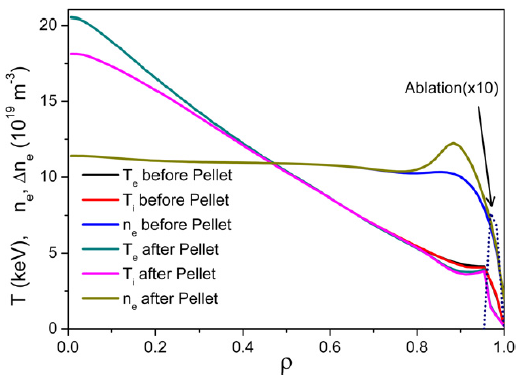 20
15
10
5
0
T (keV), n_e, Δn_e (10^19 m^-3)
Ablation(x10)
T_e before Pellet
T_i before Pellet
n_e before Pellet
T_e after Pellet
T_i after Pellet
n_e after Pellet
0.0 0.2 0.4 0.6 0.8 1.0
ρ